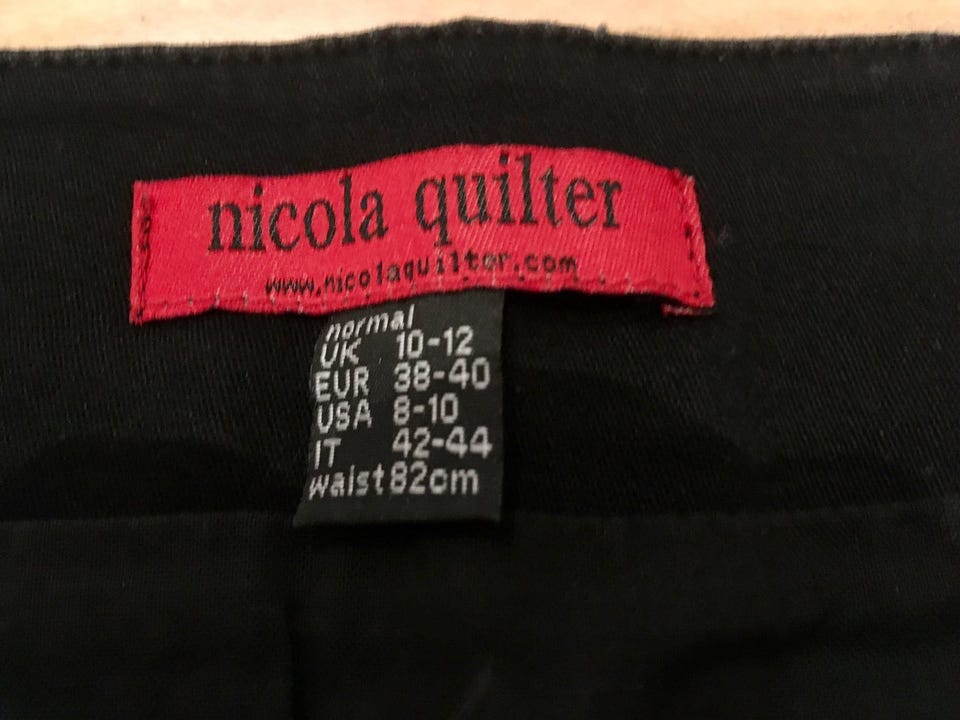 nicola quilter
www.nicolaquilter.com
normal
UK 10-12
EUR 38-40
USA 8-10
IT 42-44
waist 82cm